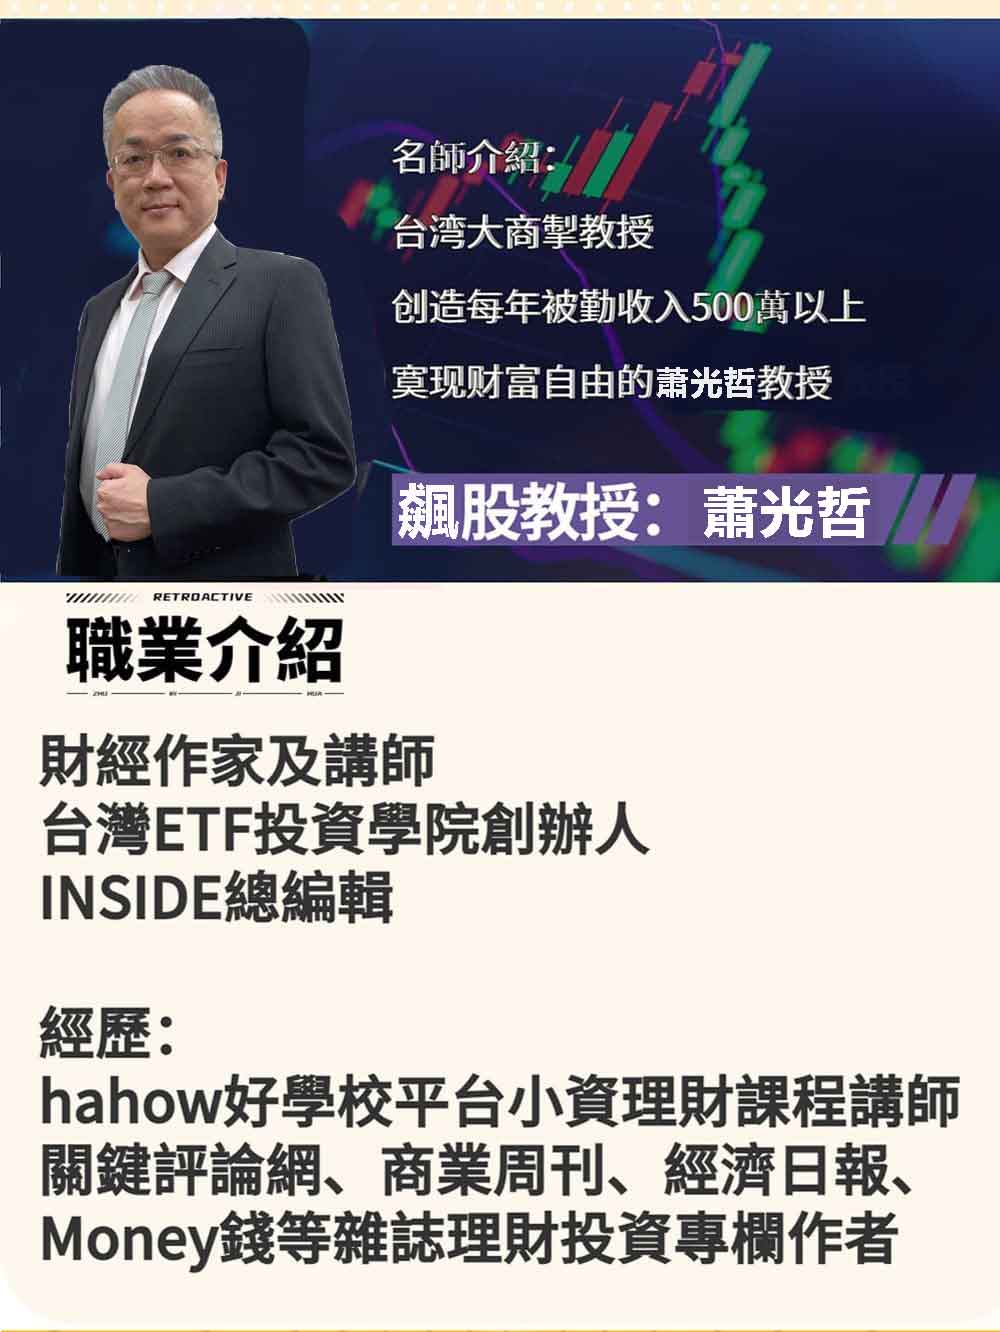 名師介紹：
台湾大商掣教授
创造每年被勤收入500萬以上
寞现财富自由的蕭光哲教授
飆股教授：蕭光哲
RETROACTIVE
職業介紹
ZHU
JI
HUA
財經作家及講師
台灣ETF投資學院創辦人
INSIDE總編輯
經歷：
hahow好學校平台小資理財課程講師
關鍵評論網、商業周刊、經濟日報、
Money錢等雜誌理財投資專欄作者